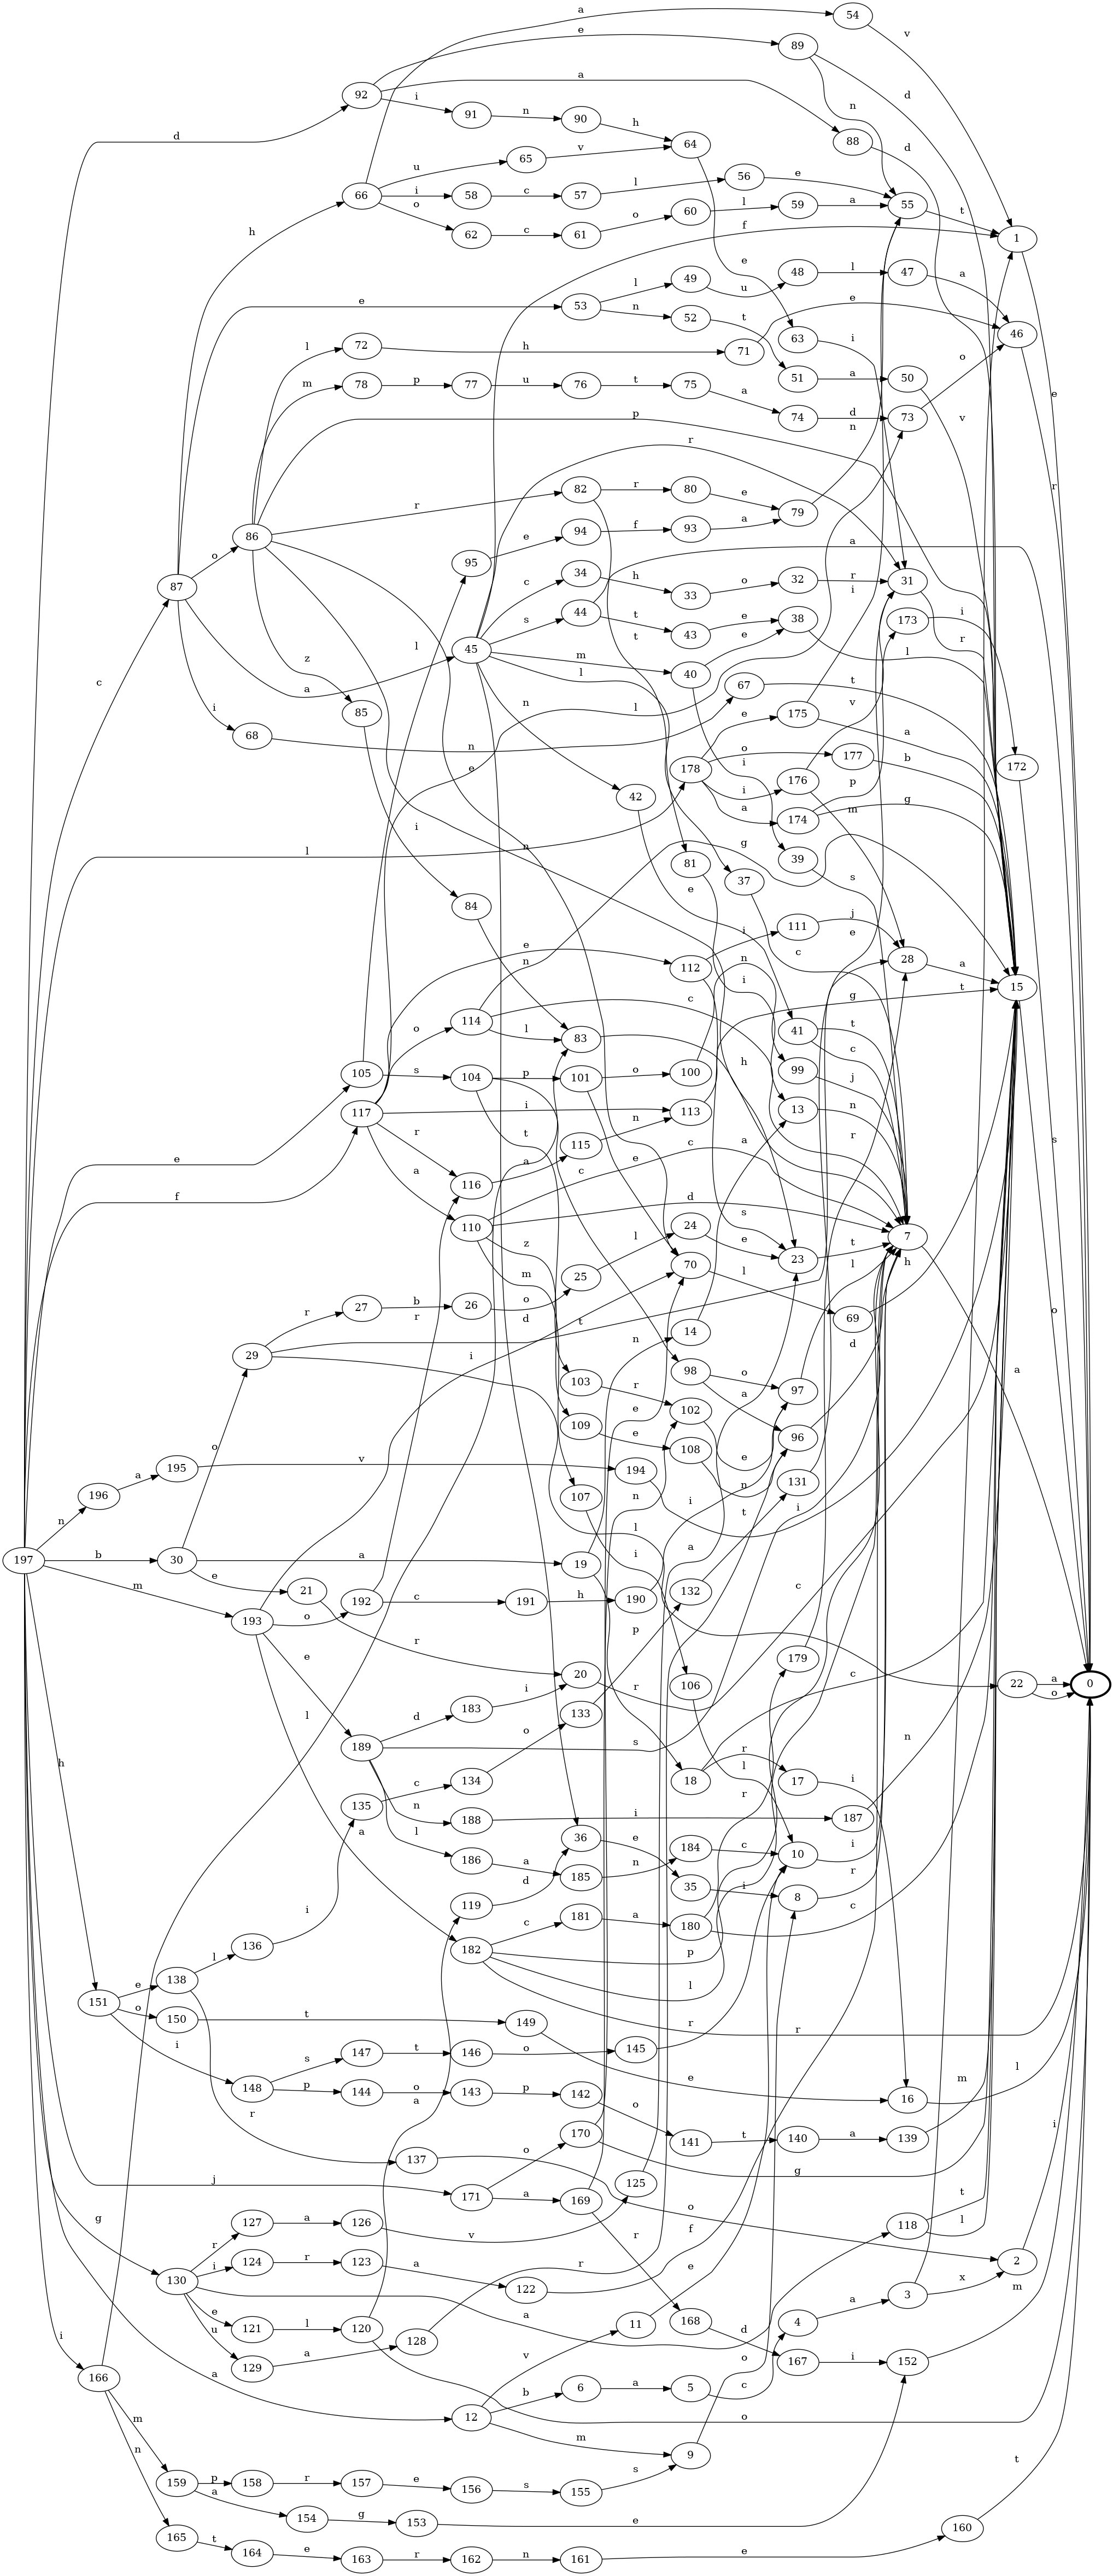 a
54
v
e
89
92
a
n
d
i
91
n
90
h
88
d
d
u
65
v
64
66
i
58
c
57
l
56
e
55
o
62
c
61
o
60
l
59
a
t
1
h
f
e
e
53
l
49
u
48
l
47
a
n
52
t
63
i
e
46
l
72
h
71
51
a
50
o
e
m
78
p
77
u
76
t
75
a
74
d
73
v
p
n
r
r
82
r
80
e
79
r
86
94
f
93
a
a
o
95
e
34
h
33
o
32
r
31
87
c
i
s
44
t
43
e
38
173
i
l
45
m
40
e
l
r
z
t
c
a
l
67
t
i
85
n
l
e
175
v
a
172
68
n
178
o
177
b
i
i
176
p
m
g
42
a
174
i
n
g
81
39
s
l
84
e
37
e
i
111
j
28
a
15
e
112
n
c
o
114
n
c
i
g
t
41
t
l
83
h
c
105
s
104
p
101
o
100
99
j
117
i
113
13
n
t
n
a
r
e
r
116
a
115
e
c
a
f
a
110
c
d
s
7
z
24
e
23
t
h
l
m
25
l
27
b
26
o
70
l
o
r
69
d
t
n
14
29
i
98
o
97
d
103
r
102
a
e
96
o
109
e
108
e
n
a
196
195
v
194
i
131
n
107
t
i
l
197
b
30
a
19
i
132
c
n
e
21
190
a
m
193
o
192
c
191
h
p
r
179
22
a
o
0
e
i
20
r
106
c
d
183
133
189
s
l
n
18
r
17
i
134
o
c
r
135
n
188
i
187
l
a
186
a
185
n
184
c
10
i
l
36
e
35
i
8
r
119
d
c
181
a
180
c
136
l
i
182
p
h
138
l
r
r
e
151
o
150
t
149
i
148
s
147
t
146
o
145
e
m
l
p
144
o
143
p
142
16
a
r
o
141
t
140
a
139
170
137
o
g
j
171
a
169
125
o
t
g
r
127
a
126
v
118
l
i
i
124
r
123
a
122
r
f
x
2
130
3
m
e
121
l
120
a
e
r
168
a
4
u
129
a
128
11
d
167
i
152
i
a
v
o
166
12
b
6
a
5
c
o
m
9
m
159
p
158
r
157
e
156
s
155
s
t
n
a
154
g
153
e
165
t
164
e
163
r
162
n
161
e
160